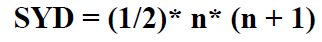 SYD = (1/2)* n* (n + 1)